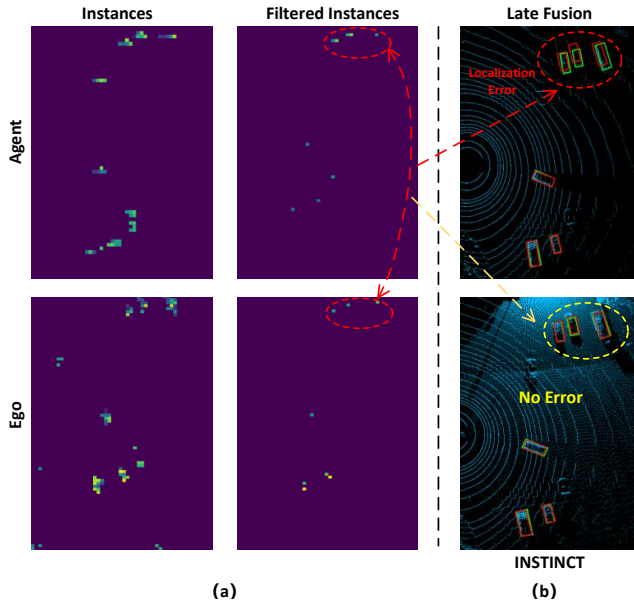 Instances
Filtered Instances
Late Fusion
Agent
Localization
Error
Ego
No Error
INSTINCT
(a)
(b)